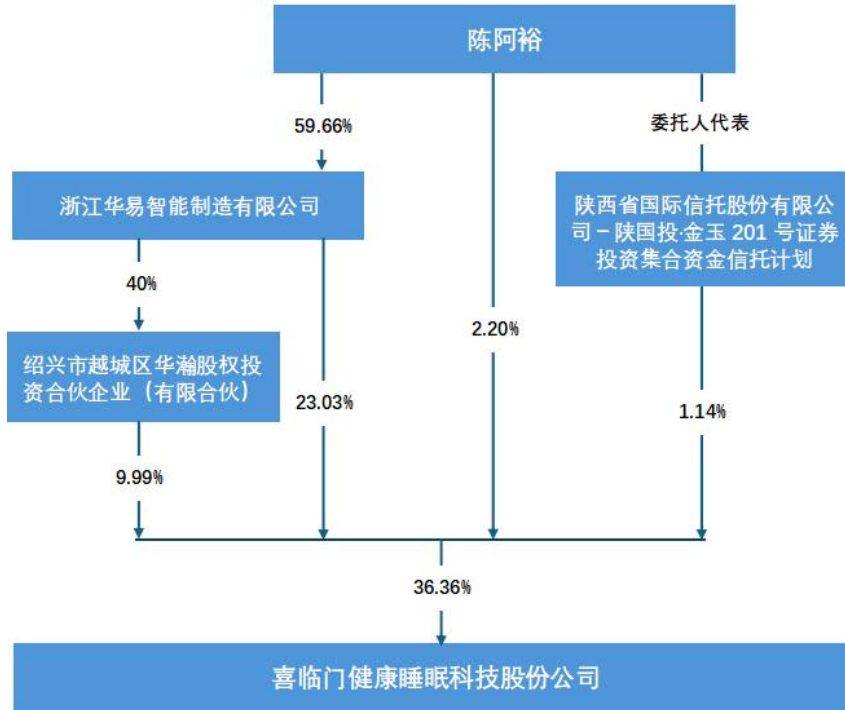 陈阿裕
59.66%
委托人代表
浙江华易智能制造有限公司
陕西省国际信托股份有限公
司－陕国投·金玉 201 号证券
投资集合资金信托计划
40%
2.20%
绍兴市越城区华瀚股权投
资合伙企业（有限合伙）
23.03%
1.14%
9.99%
36.36%
喜临门健康睡眠科技股份公司